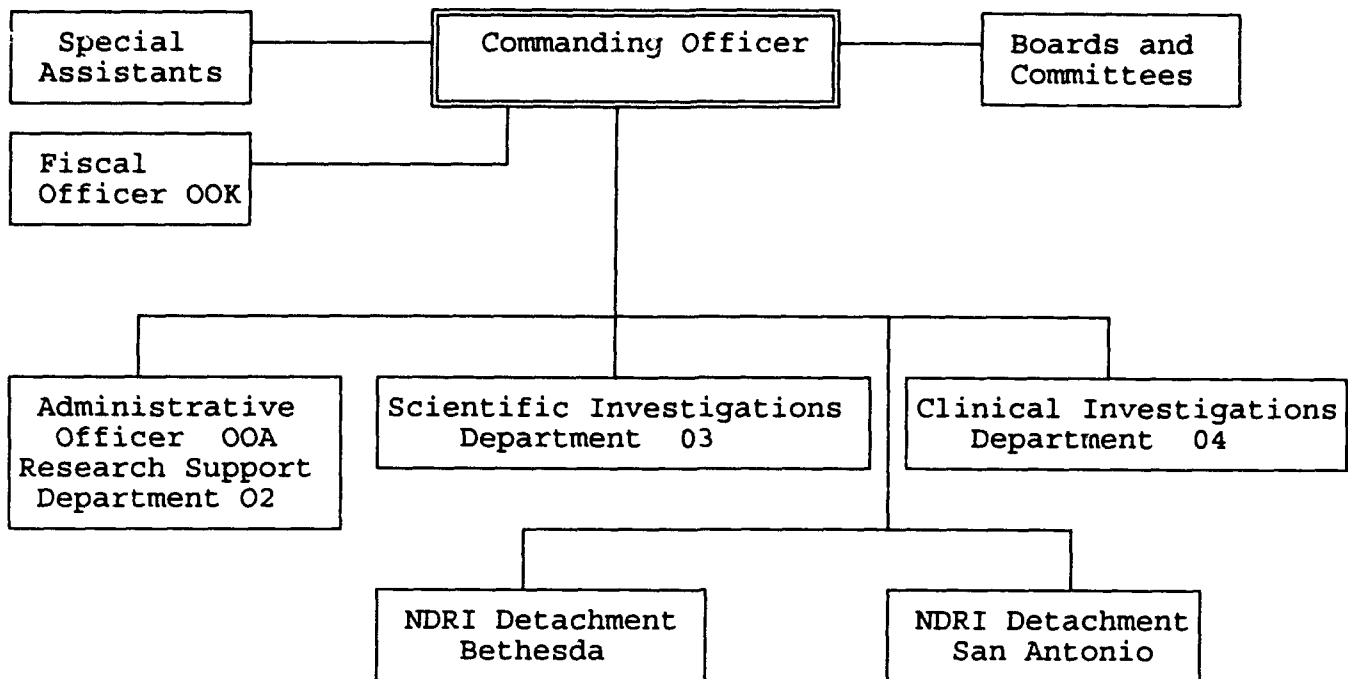 Special
Assistants
Commanding Officer
Boards and
Committees
Fiscal
Officer OOK
Administrative
Officer OOA
Research Support
Department O2
Scientific Investigations
Department 03
Clinical Investigations
Department 04
NDRI Detachment
Bethesda
NDRI Detachment
San Antonio